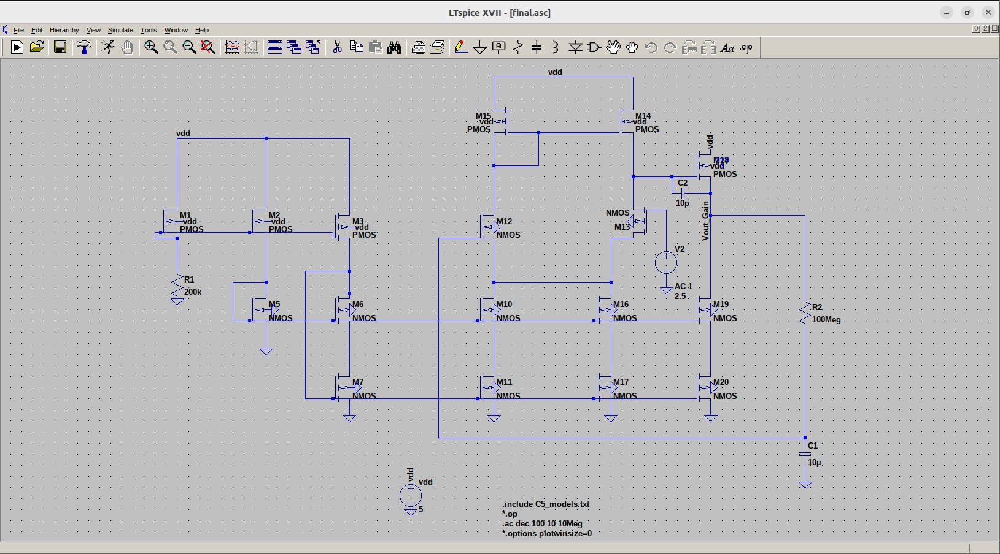 LTspice XVII - [final.asc]
File Edit Hierarchy View Simulate Tools Window Help
vdd
M15
vdd
PMOS
M14
vdd
PMOS
vdd
vdd
vdd
PMOS
C2
10p
Vout_Gain
M1
vdd
PMOS
M2
vdd
PMOS
M3
vdd
PMOS
M12
NMOS
NMOS
M13
V2
AC 1
2.5
R1
200k
M5
NMOS
M6
NMOS
M10
NMOS
M16
NMOS
M19
NMOS
R2
100Meg
M7
NMOS
M11
NMOS
M17
NMOS
M20
NMOS
C1
10µ
vdd
vdd
5
.include C5_models.txt
*.op
.ac dec 100 10 10Meg
*.options plotwinsize=0